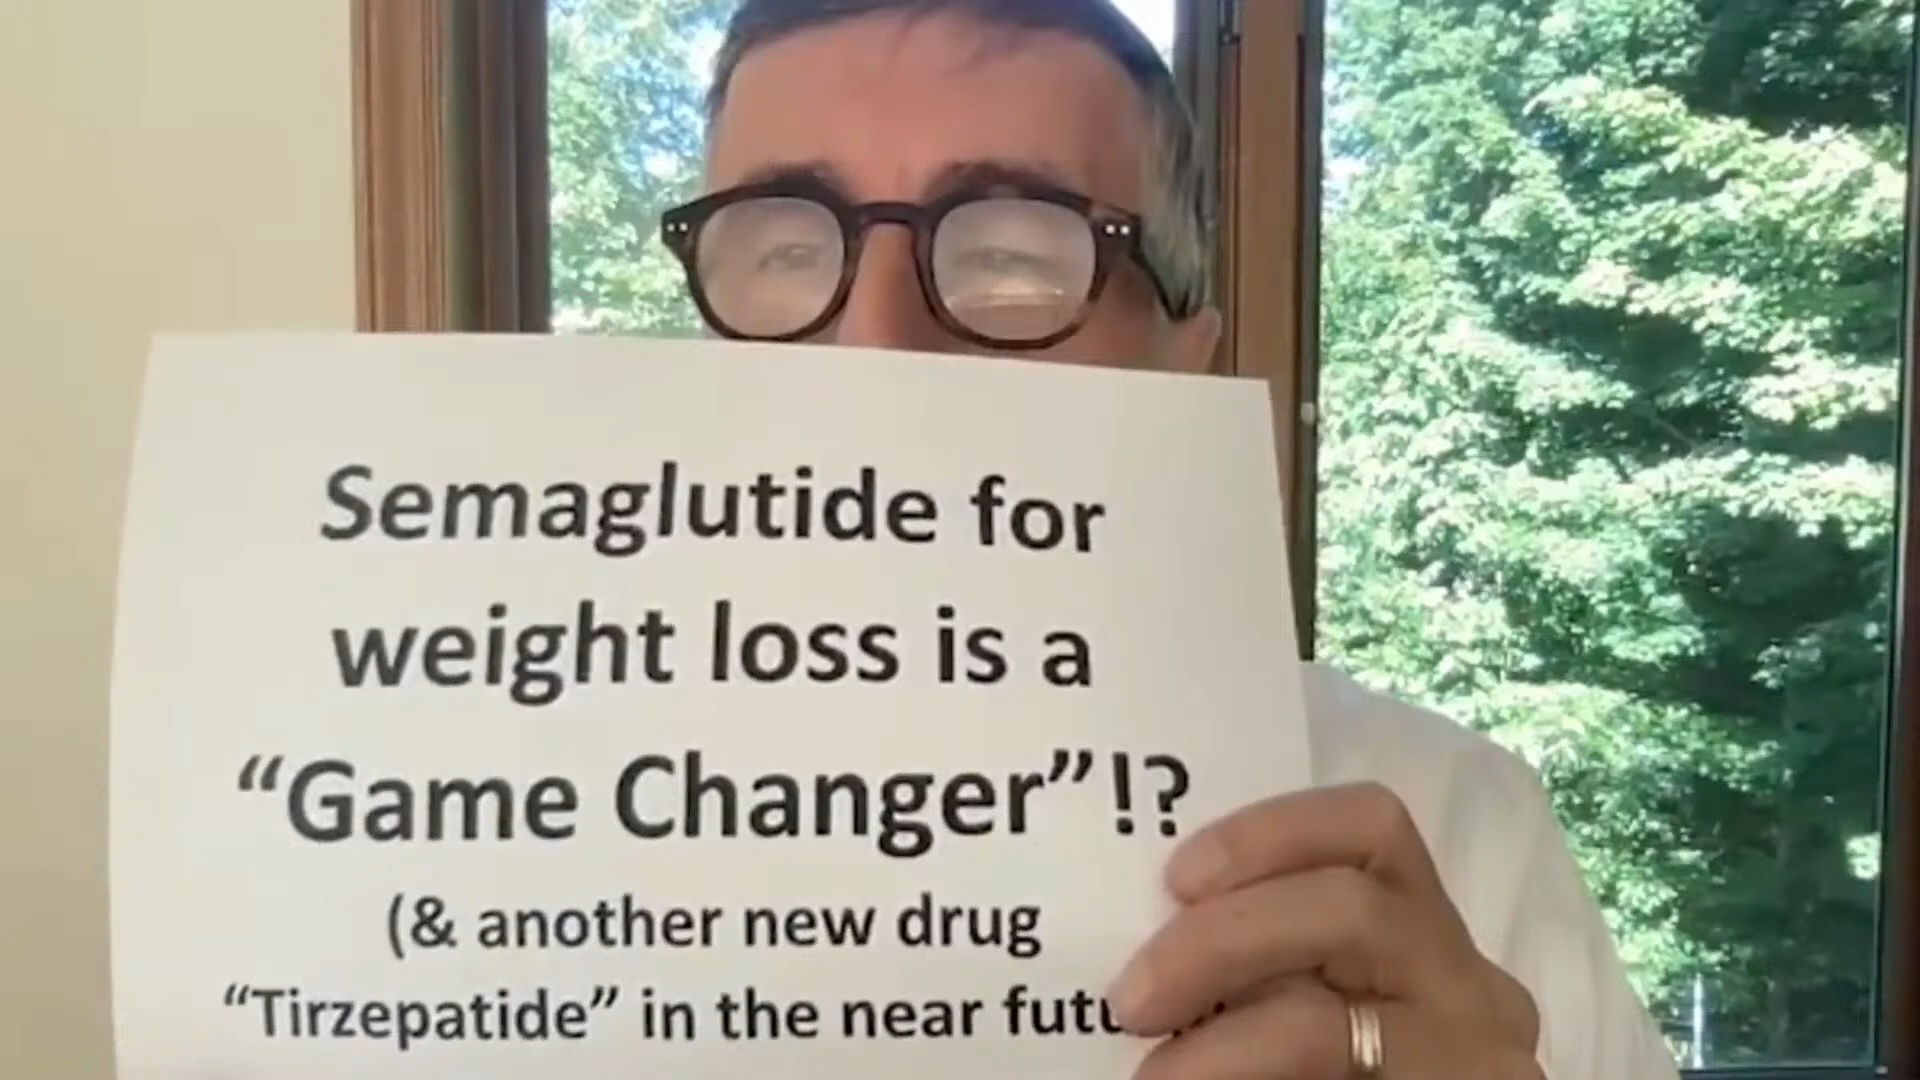 Semaglutide for
weight loss is a
“Game Changer”!?
(& another new drug
“Tirzepatide” in the near